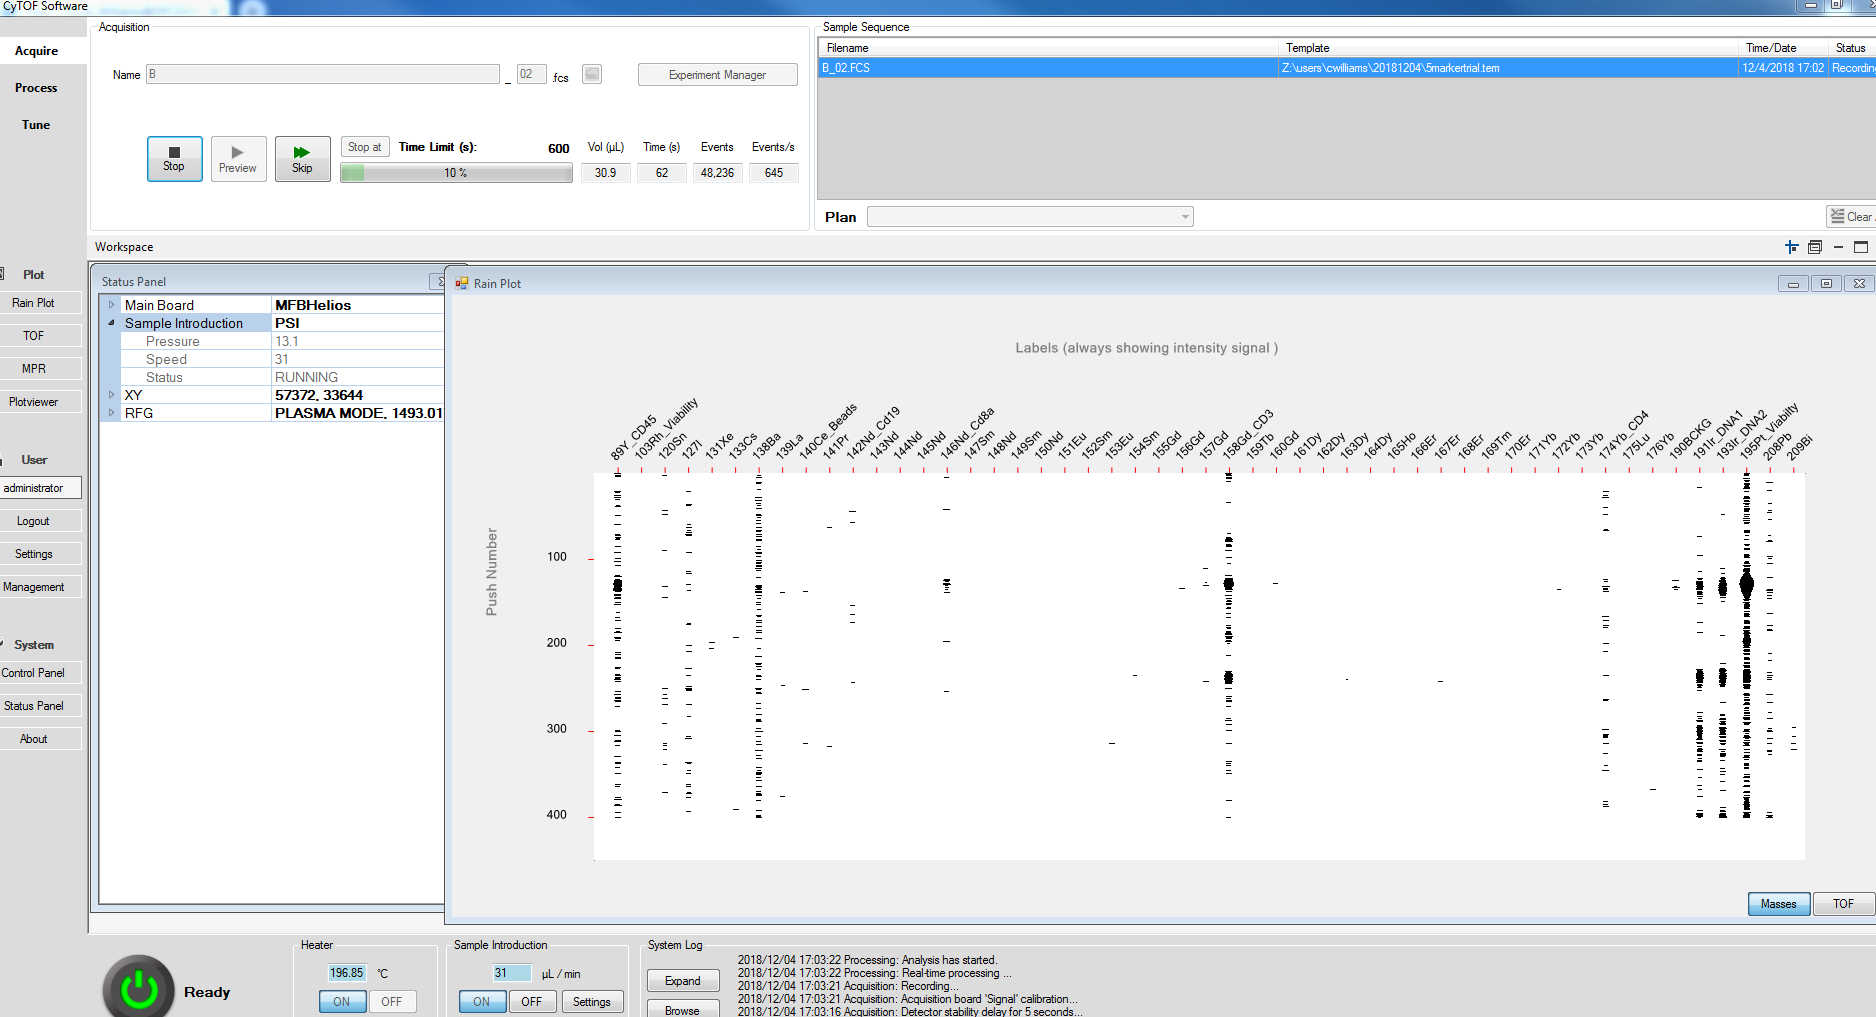 CyTOF Software
Acquire
Process
Tune
Acquisition
Name B _ 02 .fcs
Experiment Manager
Stop
Preview
Skip
Stop at Time Limit (s): 600
10 %
Vol (µL) Time (s) Events Events/s
30.9 62 48,236 645
Sample Sequence
Filename Template Time/Date Status
B_02.FCS Z:\users\cwilliams\20181204\5markertrial.tem 12/4/2018 17:02 Recording
Plan
Clear
Workspace
Plot
Rain Plot
TOF
MPR
Plotviewer
User
administrator
Logout
Settings
Management
System
Control Panel
Status Panel
About
Status Panel
Main Board MFBHelios
Sample Introduction PSI
Pressure 13.1
Speed 31
Status RUNNING
XY 57372, 33644
RFG PLASMA MODE, 1493.01
Rain Plot
Labels (always showing intensity signal )
89Y_CD45
103Rh_Viability
120Sn
127I
131Xe
133Cs
138Ba
139La
140Ce_Beads
141Pr
142Nd_Cd19
143Nd
144Nd
145Nd
146Nd_Cd8a
147Sm
148Nd
149Sm
150Nd
151Eu
152Sm
153Eu
154Sm
155Gd
156Gd
157Gd
158Gd_CD3
159Tb
160Gd
161Dy
162Dy
163Dy
164Dy
165Ho
166Er
167Er
168Er
169Tm
170Er
171Yb
172Yb
173Yb
174Yb_CD4
175Lu
176Yb
190BCKG
191Ir_DNA1
193Ir_DNA2
195Pt_Viabilty
208Pb
209Bi
Push Number
100
200
300
400
Masses TOF
Ready
Heater
196.85 °C
ON OFF
Sample Introduction
31 µL / min
ON OFF Settings
System Log
Expand
Browse
2018/12/04 17:03:22 Processing: Analysis has started.
2018/12/04 17:03:22 Processing: Real-time processing ...
2018/12/04 17:03:21 Acquisition: Recording...
2018/12/04 17:03:21 Acquisition: Acquisition board 'Signal' calibration...
2018/12/04 17:03:16 Acquisition: Detector stability delay for 5 seconds...